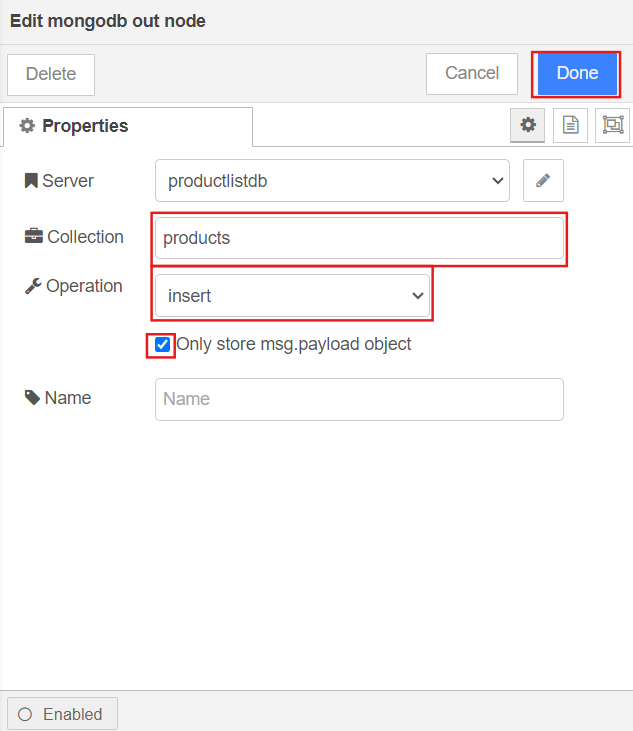 Edit mongodb out node
Delete
Cancel
Done
Properties
Server
productlistdb
Collection
products
Operation
insert
Only store msg.payload object
Name
Name
Enabled